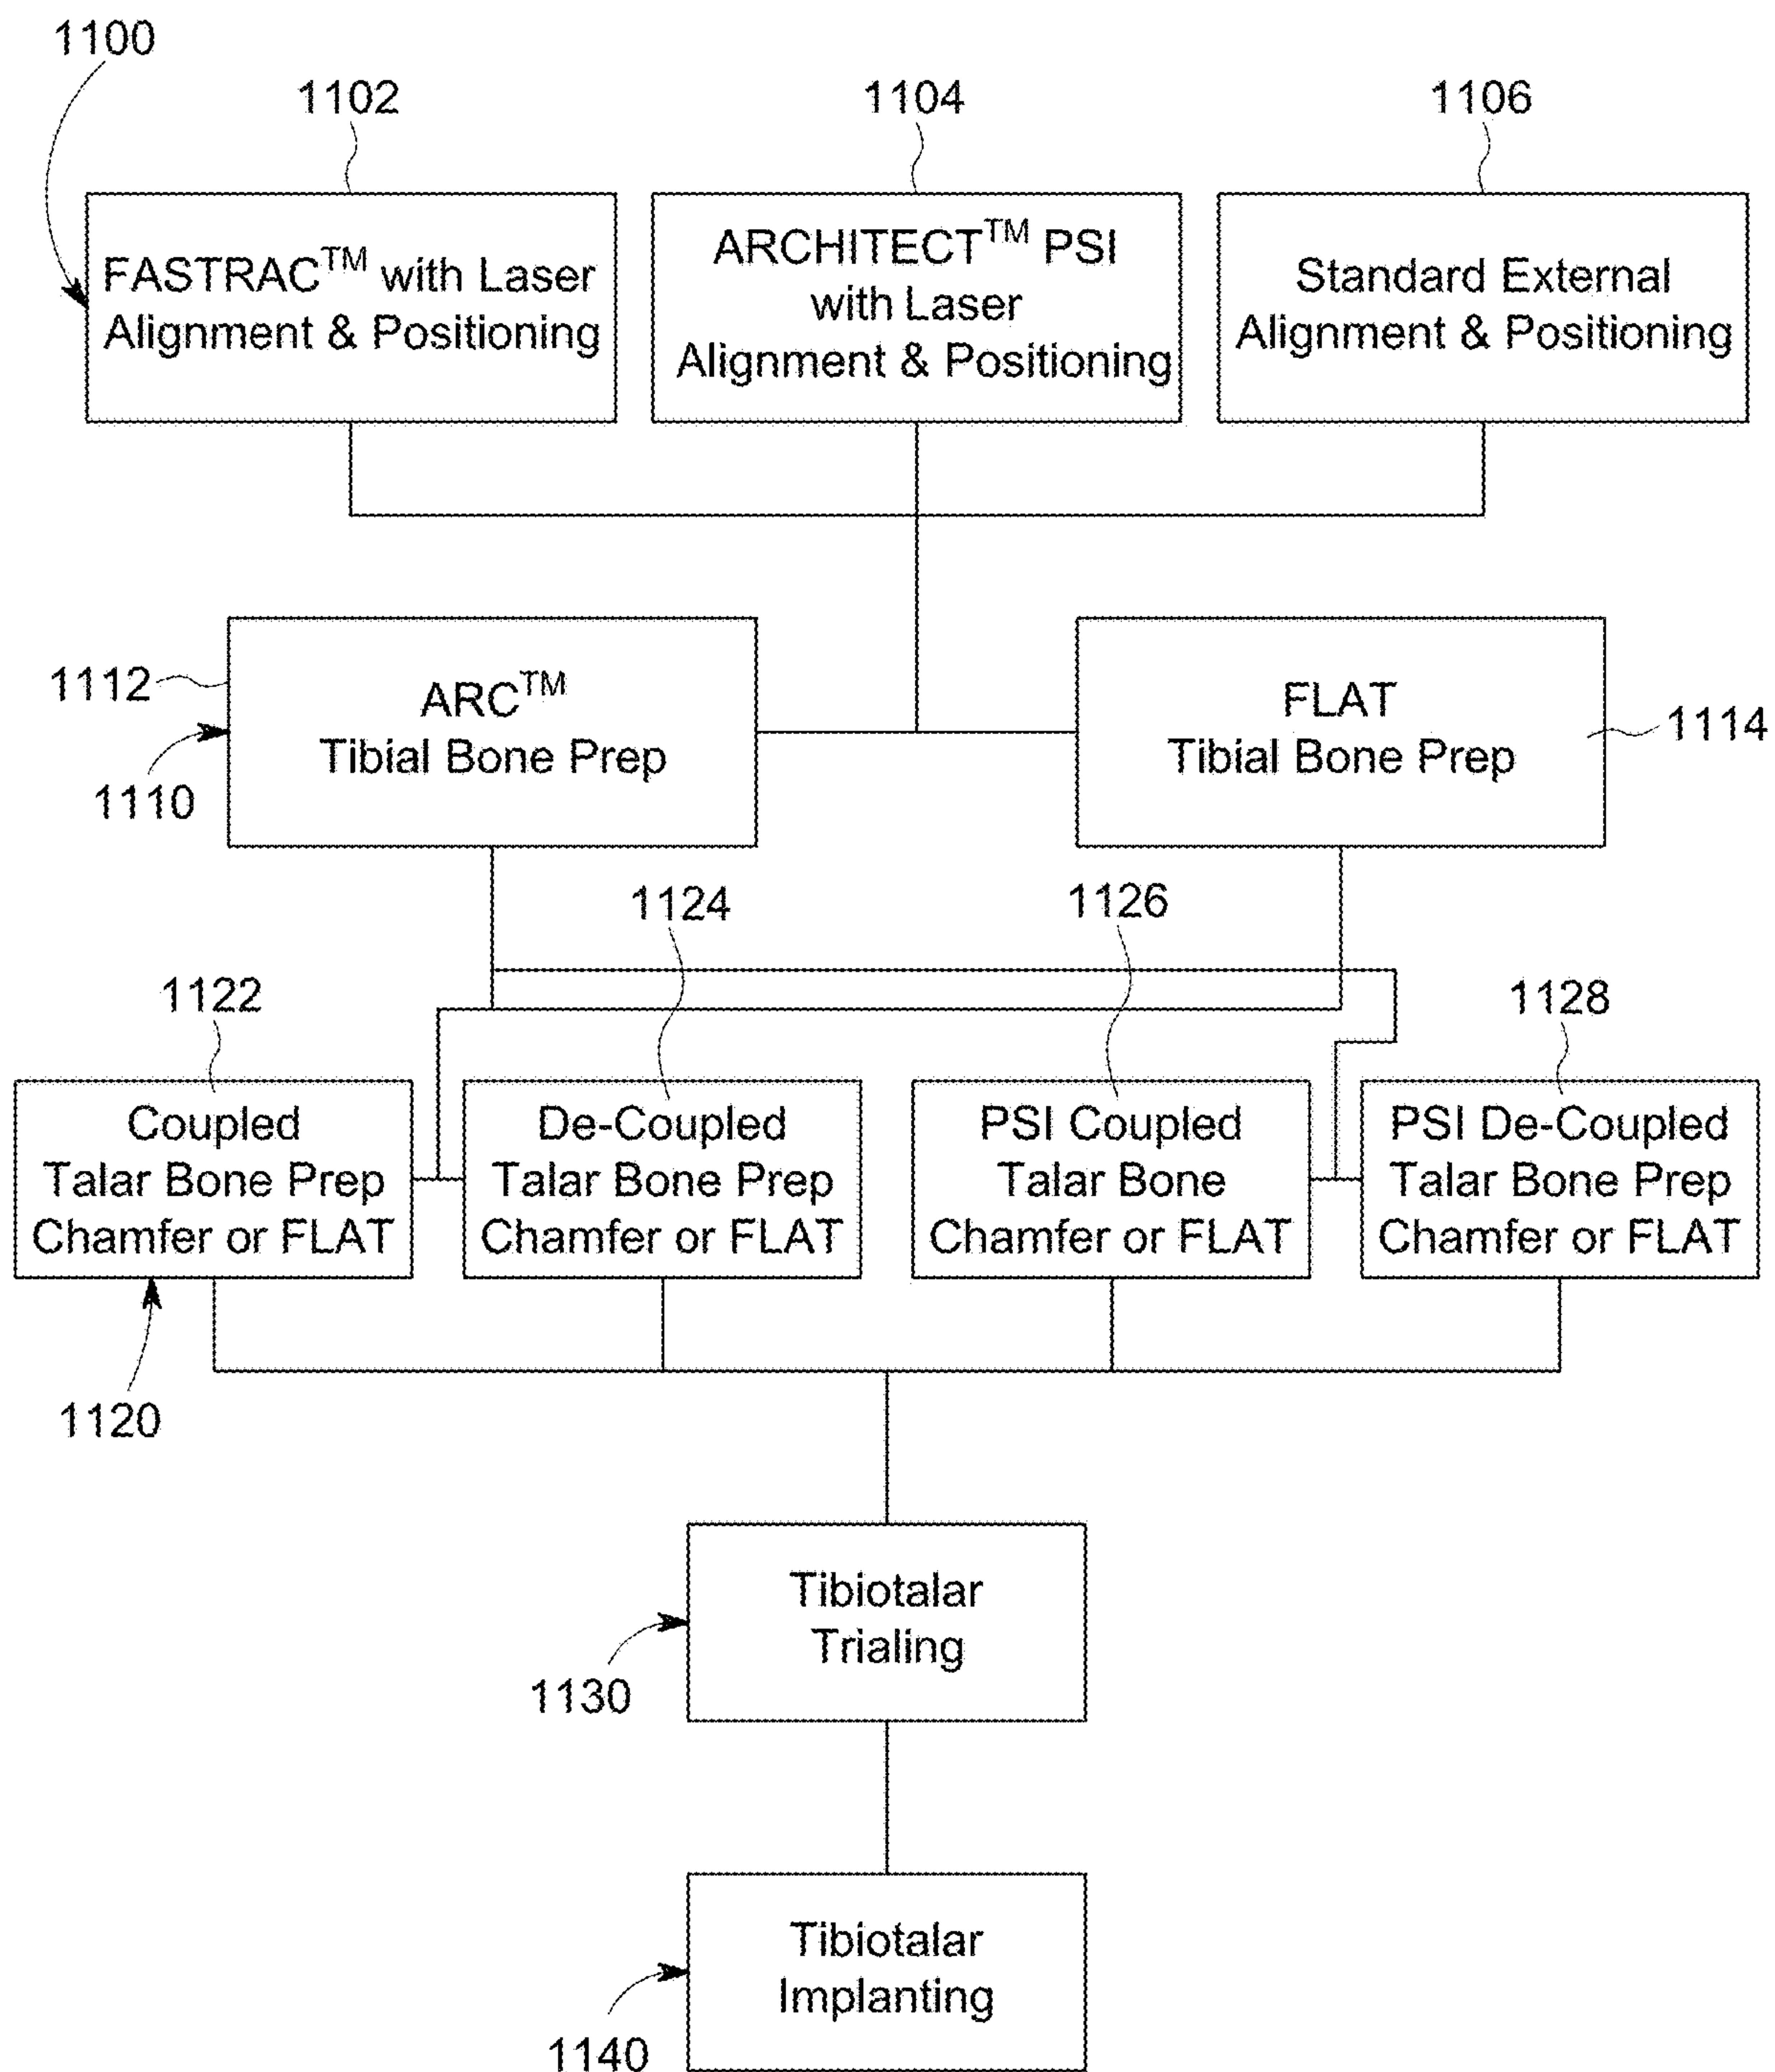 1100
1102
1104
1106
FASTRAC™ with Laser
Alignment & Positioning
ARCHITECT™ PSI
with Laser
Alignment & Positioning
Standard External
Alignment & Positioning
1112
1110
ARC™
Tibial Bone Prep
FLAT
Tibial Bone Prep
1114
1122
1124
1126
1128
Coupled
Talar Bone Prep
Chamfer or FLAT
De-Coupled
Talar Bone Prep
Chamfer or FLAT
PSI Coupled
Talar Bone
Chamfer or FLAT
PSI De-Coupled
Talar Bone Prep
Chamfer or FLAT
1120
Tibiotalar
Trialing
1130
Tibiotalar
Implanting
1140